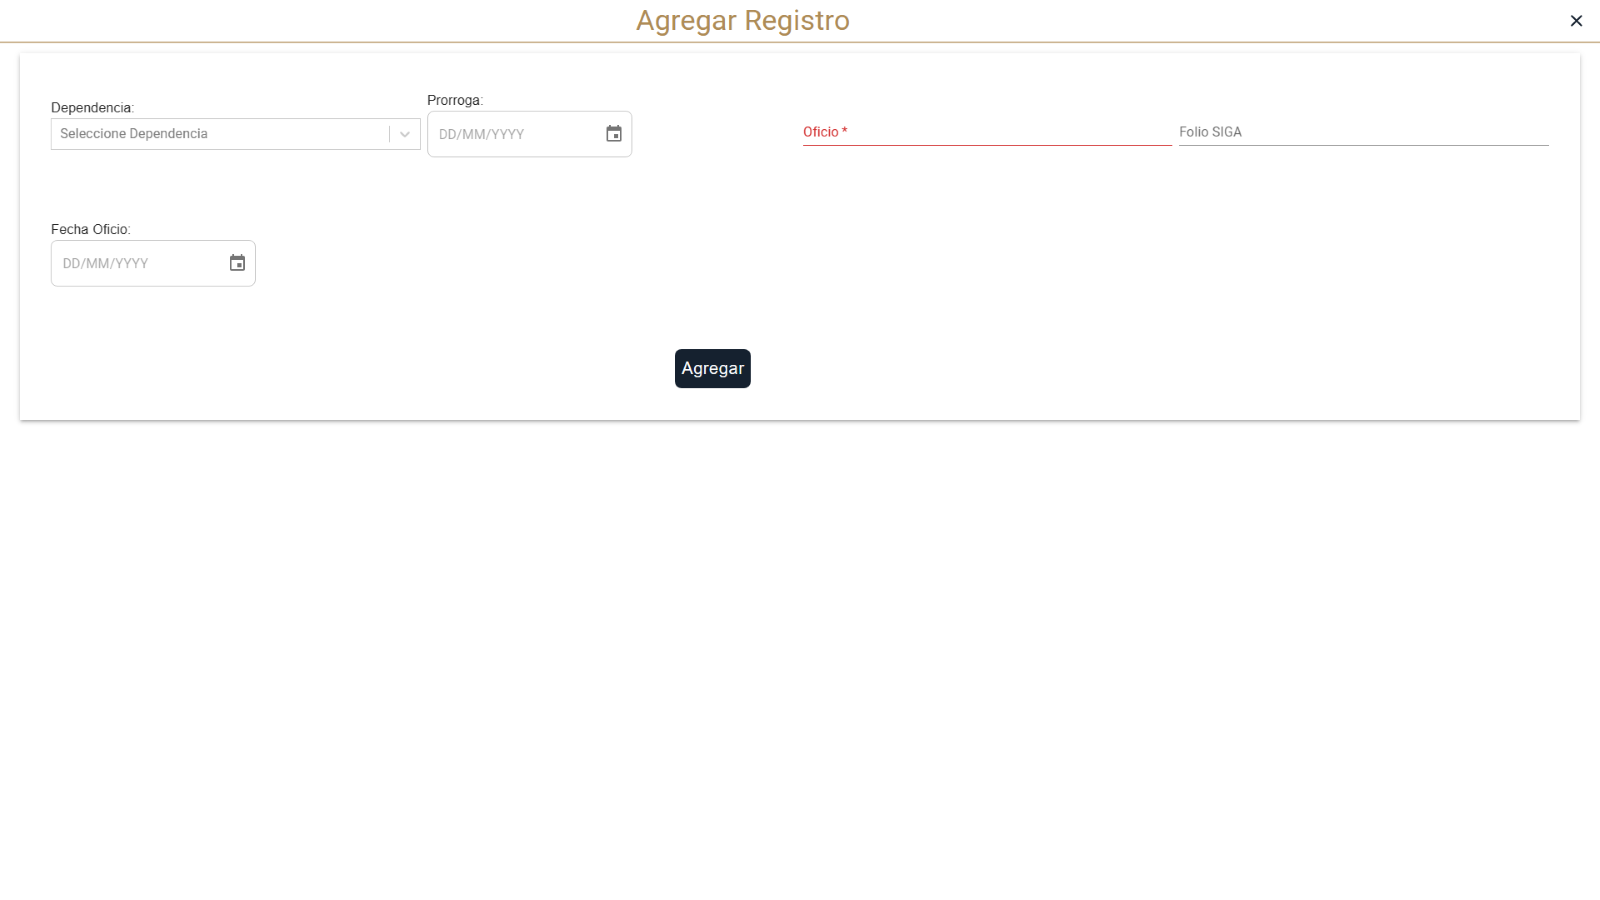 Agregar Registro
Dependencia:
Seleccione Dependencia
Prorroga:
DD/MM/YYYY
Oficio *
Folio SIGA
Fecha Oficio:
DD/MM/YYYY
Agregar